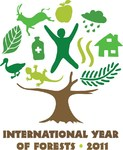 INTERNATIONAL YEAR
OF FORESTS • 2011